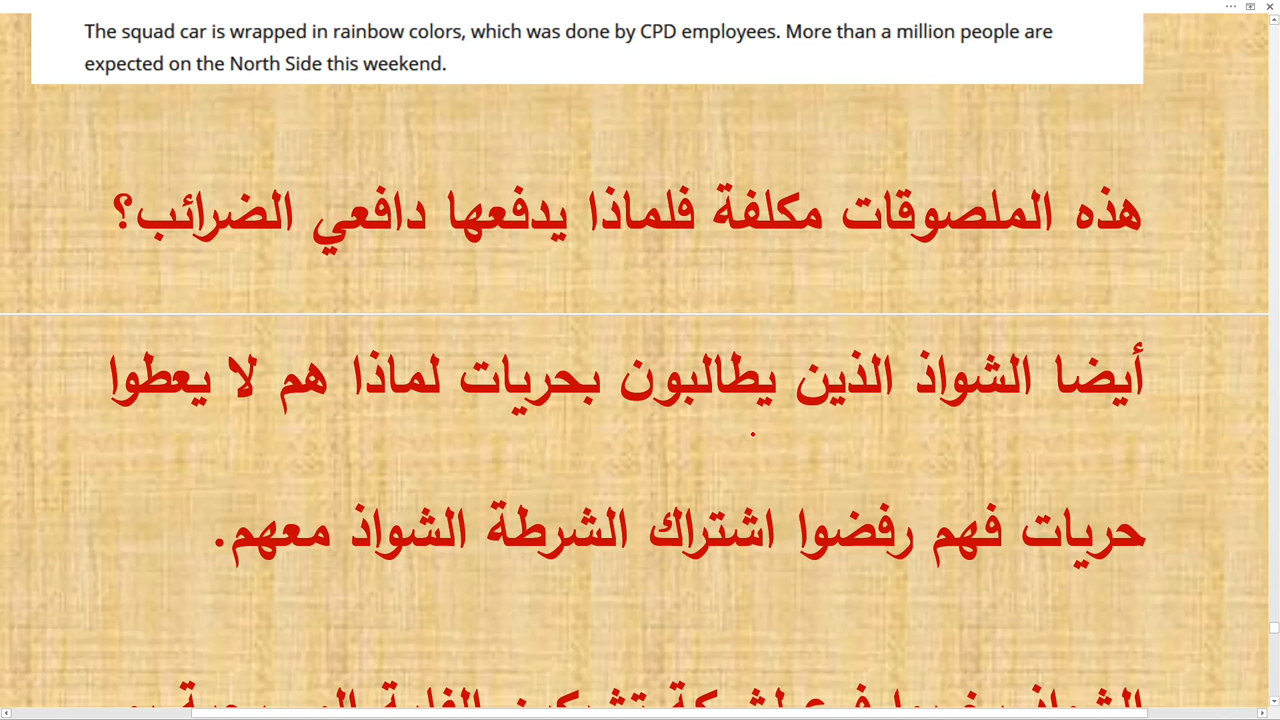 The squad car is wrapped in rainbow colors, which was done by CPD employees. More than a million people are
expected on the North Side this weekend.
هذه الملصوقات مكلفة فلماذا يدفعها دافعي الضرائب؟
أيضا الشواذ الذين يطالبون بحريات لماذا هم لا يعطوا
حريات فهم رفضوا اشتراك الشرطة الشواذ معهم.